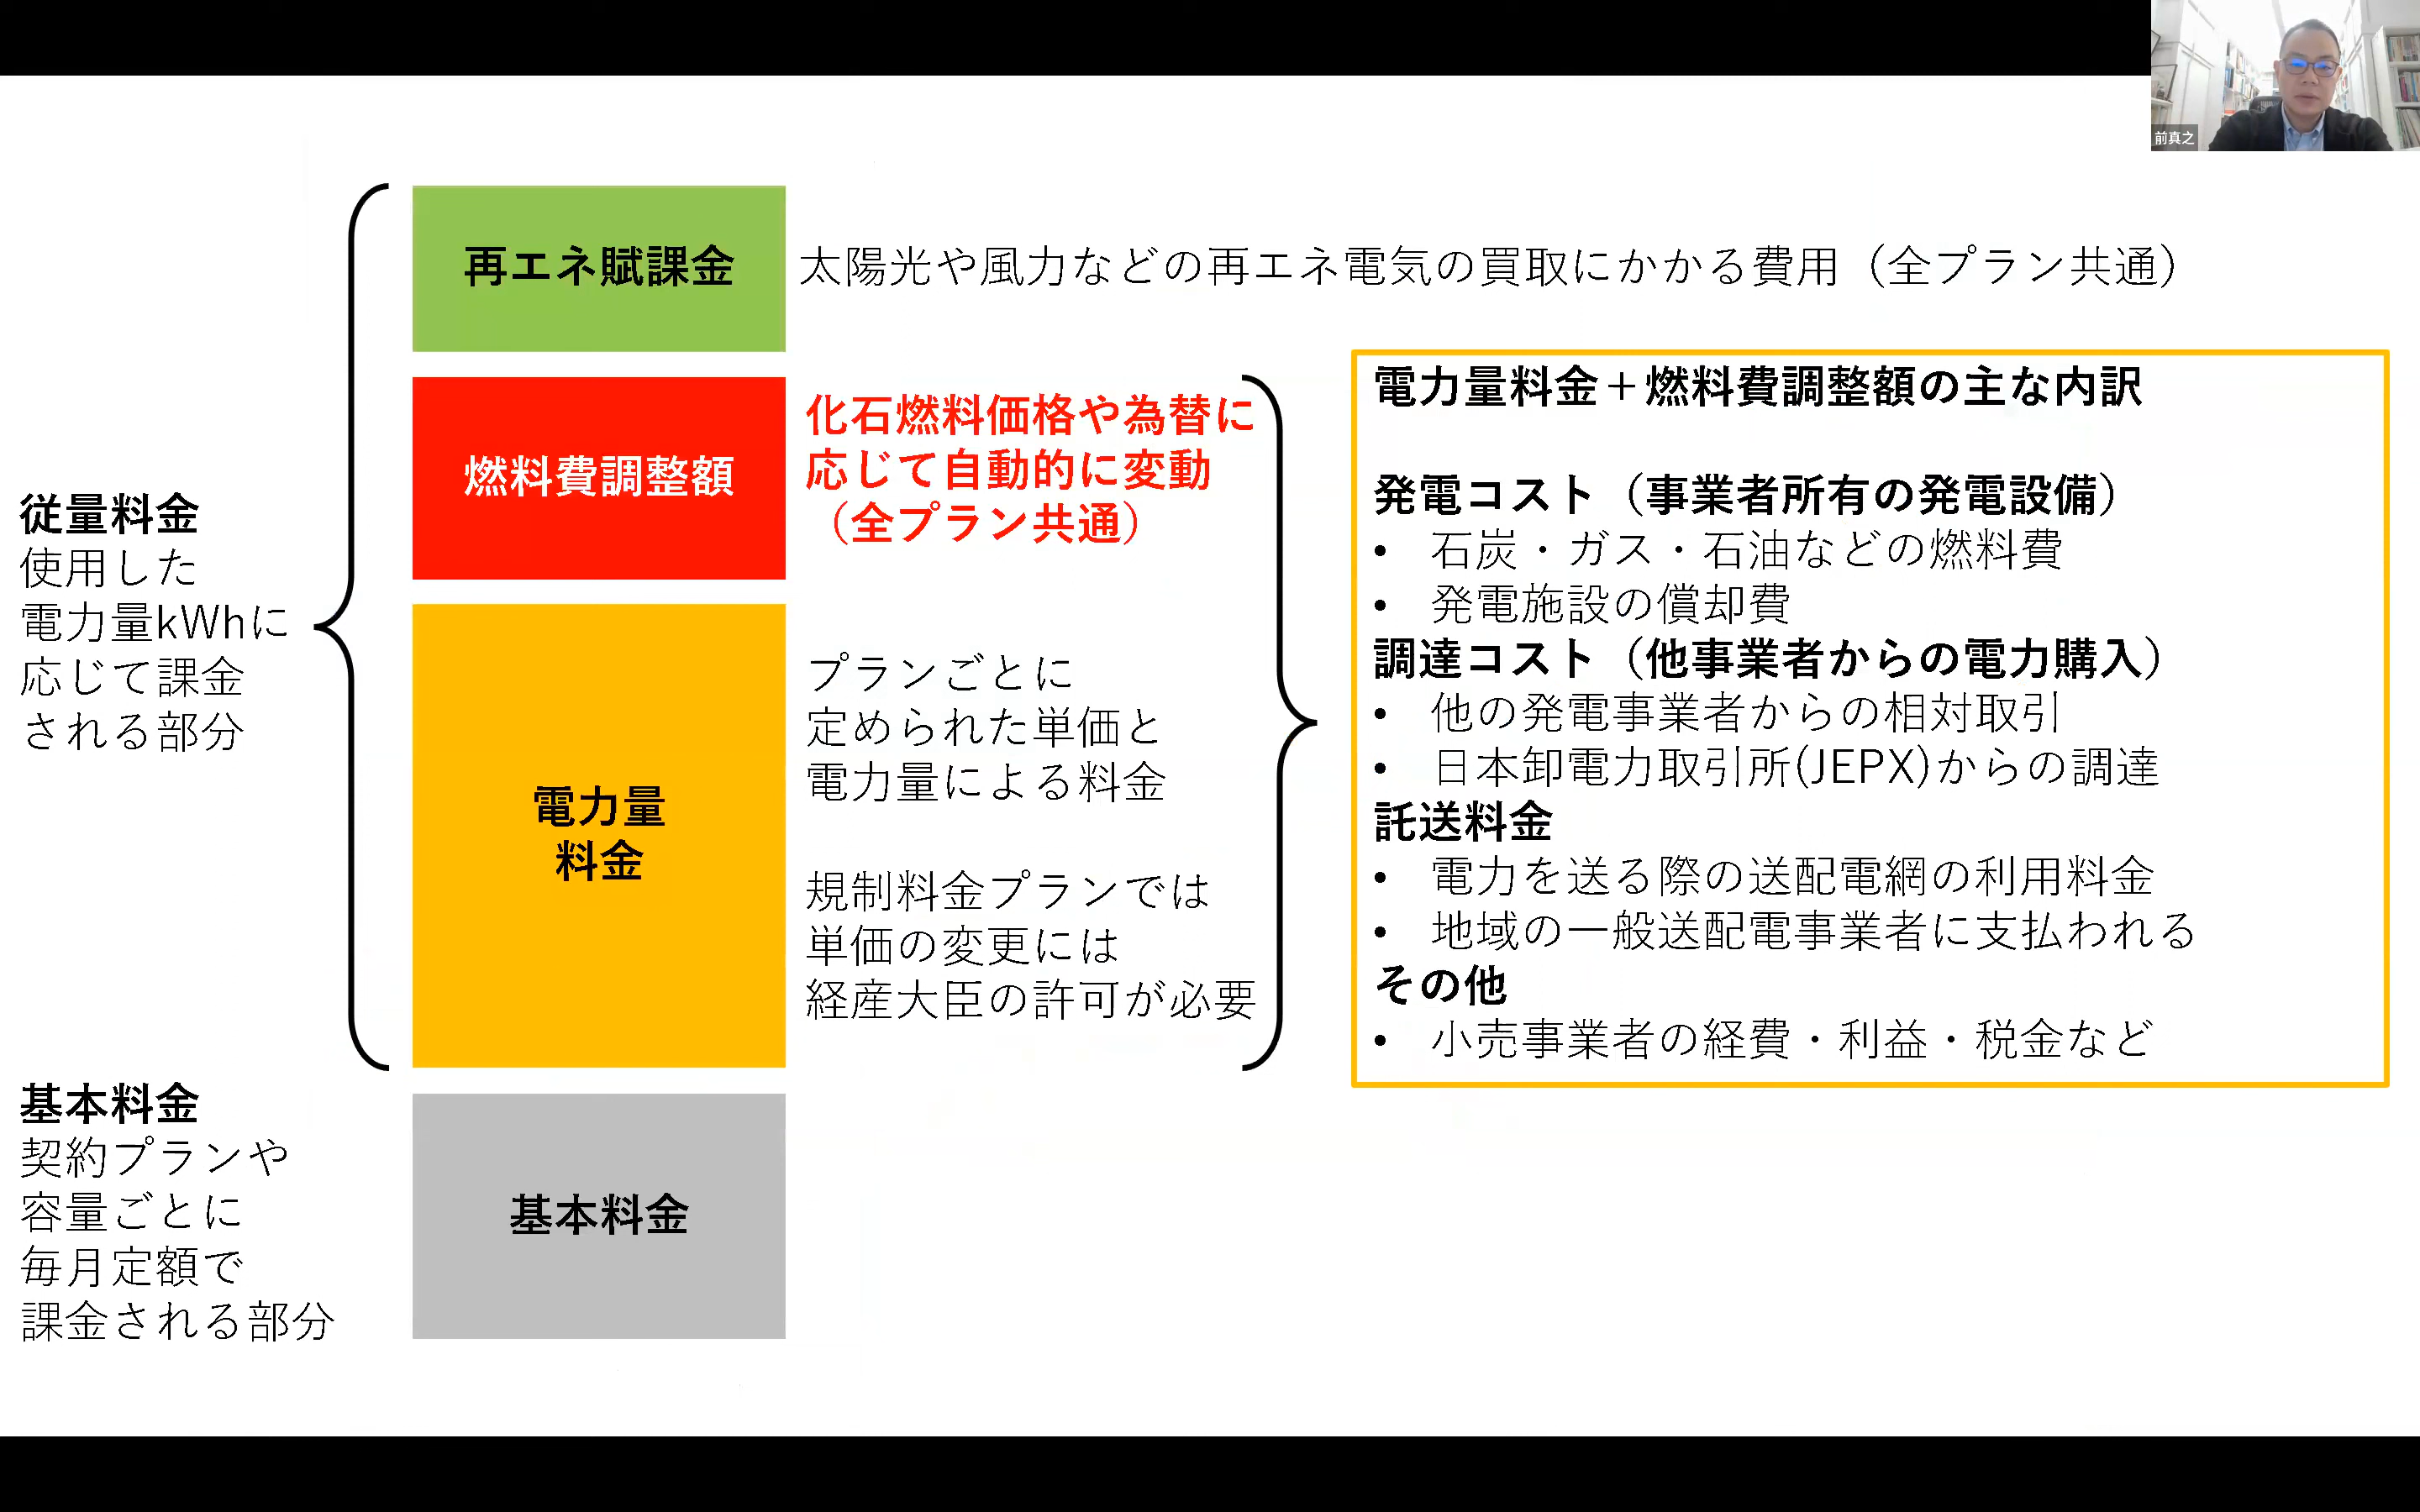 前真之
再エネ賦課金
太陽光や風力などの再エネ電気の買取にかかる費用（全プラン共通）
従量料金
使用した
電力量kWhに
応じて課金
される部分
燃料費調整額
化石燃料価格や為替に
応じて自動的に変動
（全プラン共通）
電力量
料金
プランごとに
定められた単価と
電力量による料金
規制料金プランでは
単価の変更には
経産大臣の許可が必要
電力量料金＋燃料費調整額の主な内訳
発電コスト（事業者所有の発電設備）
• 石炭・ガス・石油などの燃料費
• 発電施設の償却費
調達コスト（他事業者からの電力購入）
• 他の発電事業者からの相対取引
• 日本卸電力取引所(JEPX)からの調達
託送料金
• 電力を送る際の送配電網の利用料金
• 地域の一般送配電事業者に支払われる
その他
• 小売事業者の経費・利益・税金など
基本料金
契約プランや
容量ごとに
毎月定額で
課金される部分
基本料金